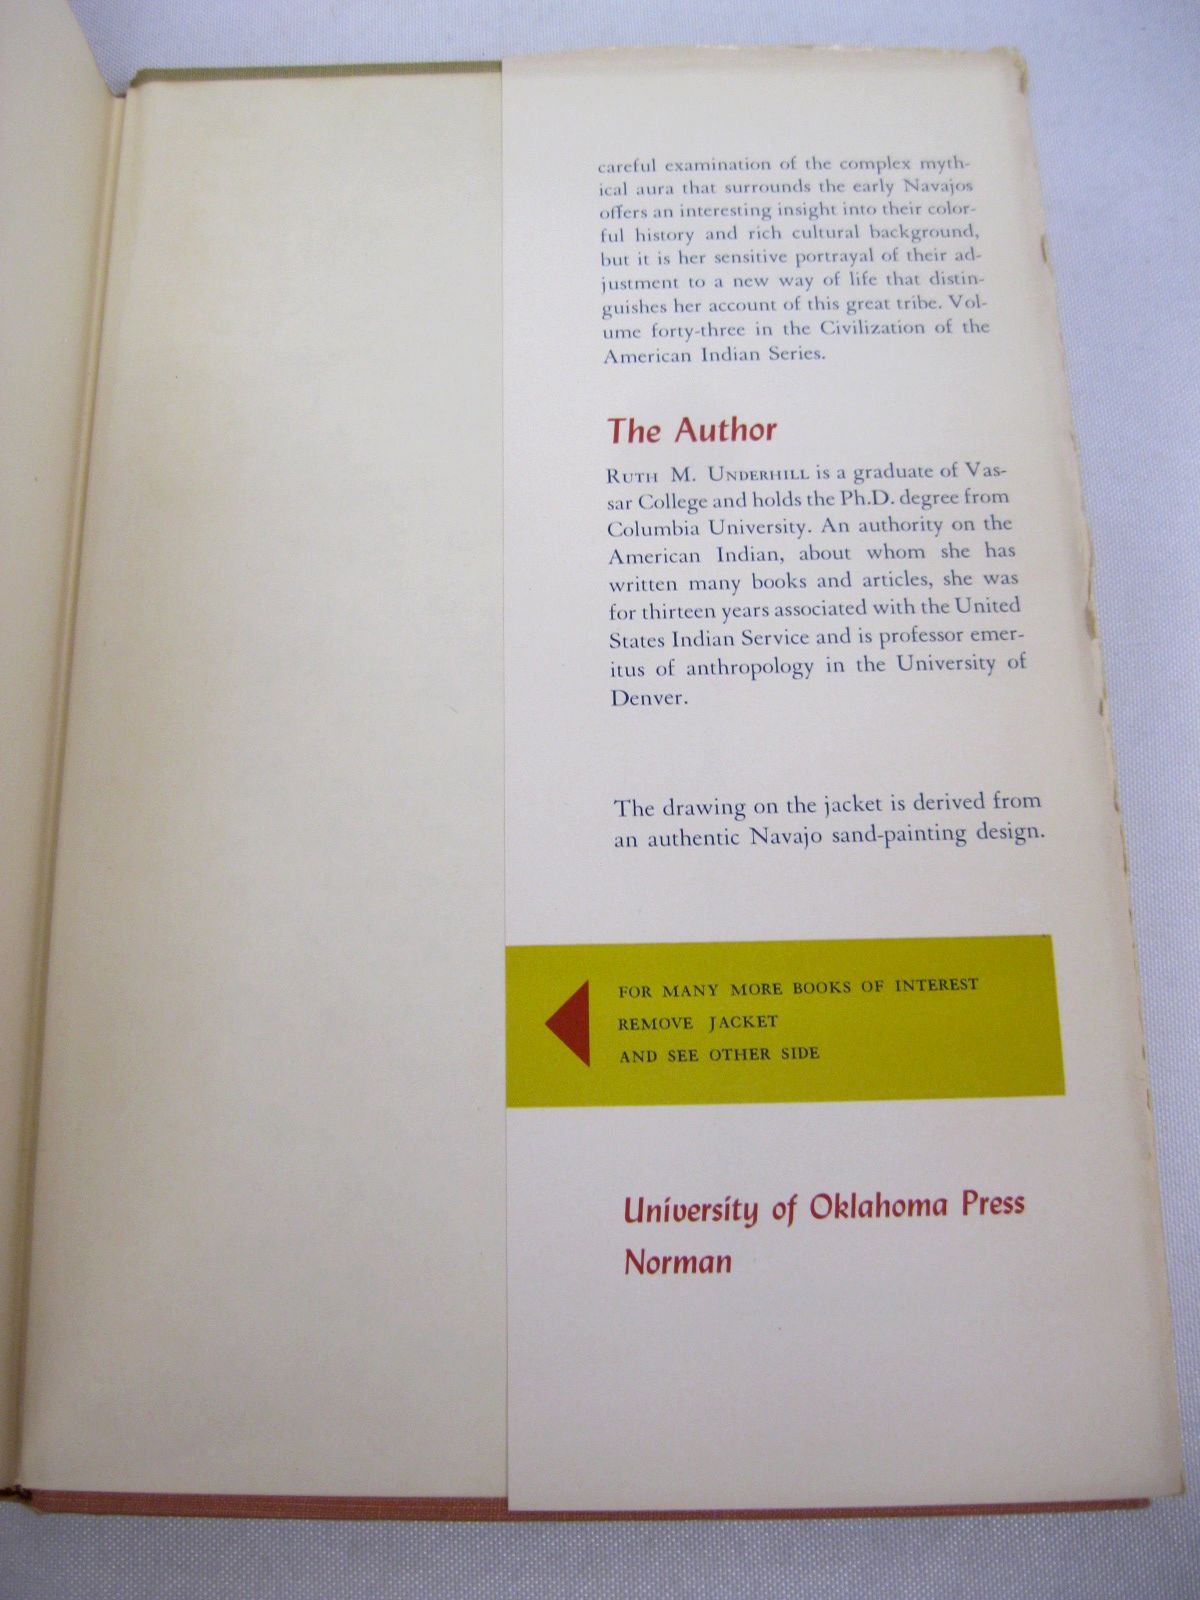 careful examination of the complex myth-
ical aura that surrounds the early Navajos
offers an interesting insight into their color-
ful history and rich cultural background,
but it is her sensitive portrayal of their ad-
justment to a new way of life that distin-
guishes her account of this great tribe. Vol-
ume forty-three in the Civilization of the
American Indian Series.
The Author
RUTH M. UNDERHILL is a graduate of Vas-
sar College and holds the Ph.D. degree from
Columbia University. An authority on the
American Indian, about whom she has
written many books and articles, she was
for thirteen years associated with the United
States Indian Service and is professor emer-
itus of anthropology in the University of
Denver.
The drawing on the jacket is derived from
an authentic Navajo sand-painting design.
FOR MANY MORE BOOKS OF INTEREST
REMOVE JACKET
AND SEE OTHER SIDE
University of Oklahoma Press
Norman